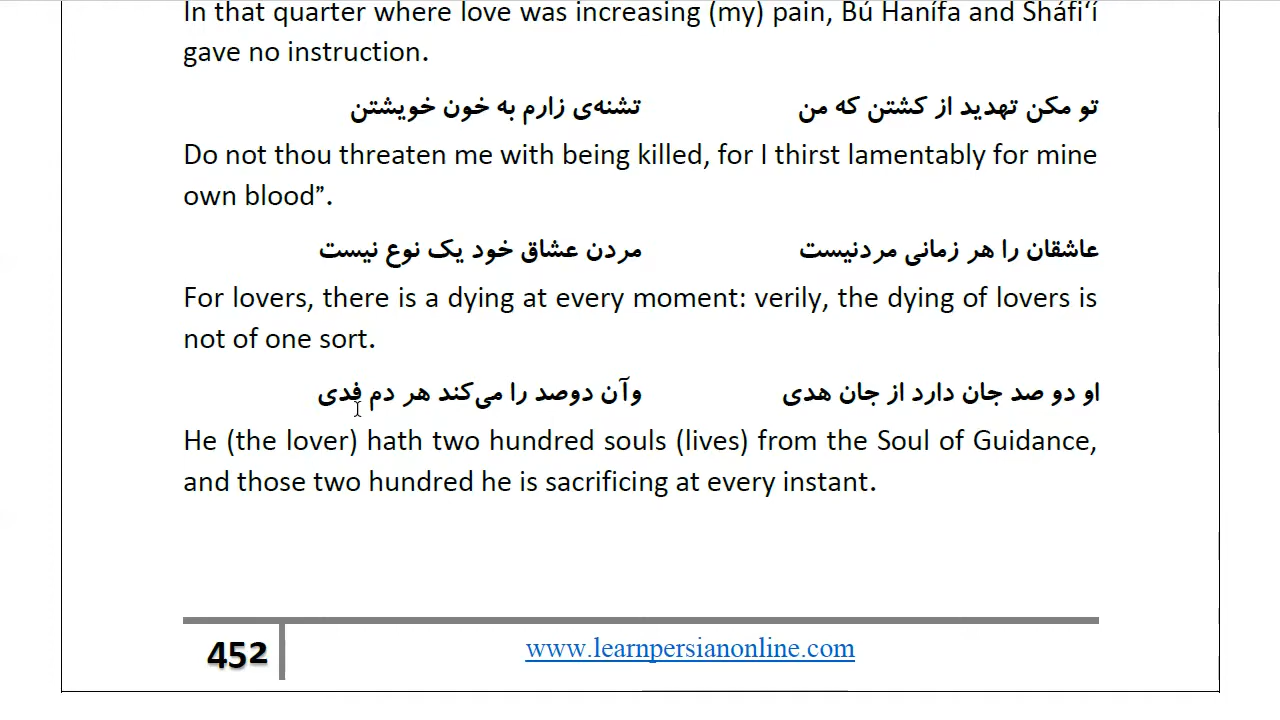 In that quarter where love was increasing (my) pain, Bú Hanífa and Sháfi‘í
gave no instruction.
تو مکن تهدید از کشتن که من تشنه‌ی زارم به خون خویشتن
Do not thou threaten me with being killed, for I thirst lamentably for mine
own blood”.
عاشقان را هر زمانی مردنیست مردن عشاق خود یک نوع نیست
For lovers, there is a dying at every moment: verily, the dying of lovers is
not of one sort.
او دو صد جان دارد از جان هدی وآن دوصد را می‌کند هر دم فدی
He (the lover) hath two hundred souls (lives) from the Soul of Guidance,
and those two hundred he is sacrificing at every instant.
452 www.learnpersianonline.com